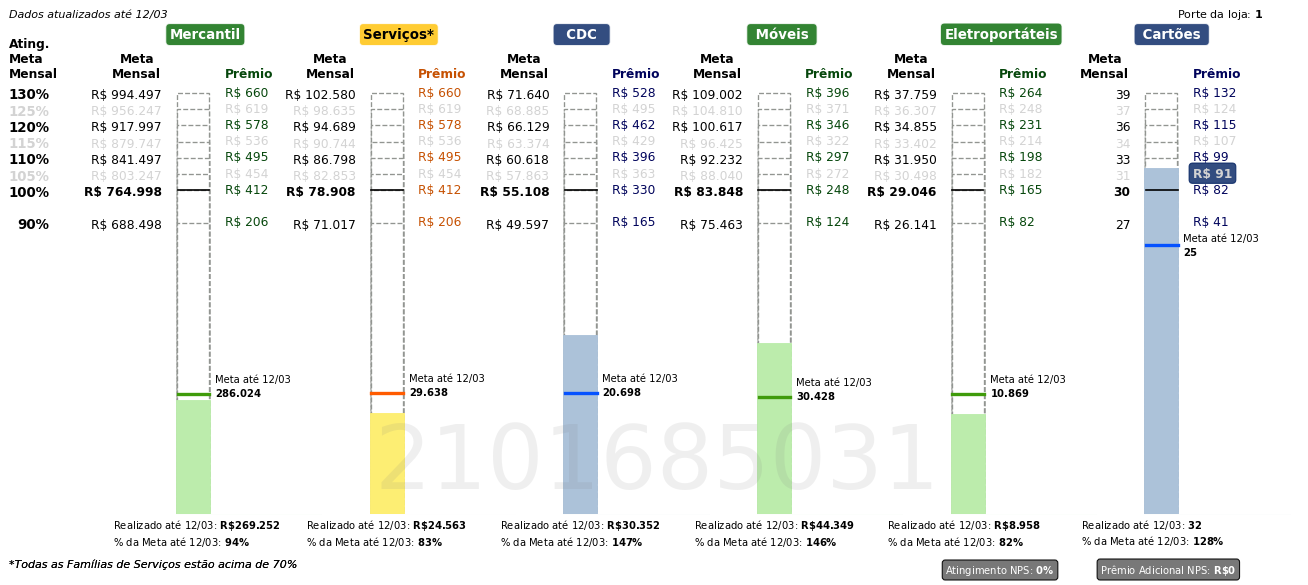 Dados atualizados até 12/03
Porte da loja: 1
Mercantil Serviços* CDC Móveis Eletroportáteis Cartões
Ating. Meta Mensal Meta Mensal Prêmio Meta Mensal Prêmio Meta Mensal Prêmio Meta Mensal Prêmio Meta Mensal Prêmio Meta Mensal Prêmio
130% R$ 994.497 R$ 660 R$ 102.580 R$ 660 R$ 71.640 R$ 528 R$ 109.002 R$ 396 R$ 37.759 R$ 264 39 R$ 132
125% R$ 956.247 R$ 619 R$ 98.635 R$ 619 R$ 68.885 R$ 495 R$ 104.810 R$ 371 R$ 36.307 R$ 248 37 R$ 124
120% R$ 917.997 R$ 578 R$ 94.689 R$ 578 R$ 66.129 R$ 462 R$ 100.617 R$ 346 R$ 34.855 R$ 231 36 R$ 115
115% R$ 879.747 R$ 536 R$ 90.744 R$ 536 R$ 63.374 R$ 429 R$ 96.425 R$ 322 R$ 33.402 R$ 214 34 R$ 107
110% R$ 841.497 R$ 495 R$ 86.798 R$ 495 R$ 60.618 R$ 396 R$ 92.232 R$ 297 R$ 31.950 R$ 198 33 R$ 99
105% R$ 803.247 R$ 454 R$ 82.853 R$ 454 R$ 57.863 R$ 363 R$ 88.040 R$ 272 R$ 30.498 R$ 182 31 R$ 91
100% R$ 764.998 R$ 412 R$ 78.908 R$ 412 R$ 55.108 R$ 330 R$ 83.848 R$ 248 R$ 29.046 R$ 165 30 R$ 82
90% R$ 688.498 R$ 206 R$ 71.017 R$ 206 R$ 49.597 R$ 165 R$ 75.463 R$ 124 R$ 26.141 R$ 82 27 R$ 41
Meta até 12/03
25
Meta até 12/03 Meta até 12/03 Meta até 12/03 Meta até 12/03 Meta até 12/03
286.024 29.638 20.698 30.428 10.869
2101685031
Realizado até 12/03: R$269.252 Realizado até 12/03: R$24.563 Realizado até 12/03: R$30.352 Realizado até 12/03: R$44.349 Realizado até 12/03: R$8.958 Realizado até 12/03: 32
% da Meta até 12/03: 94% % da Meta até 12/03: 83% % da Meta até 12/03: 147% % da Meta até 12/03: 146% % da Meta até 12/03: 82% % da Meta até 12/03: 128%
*Todas as Famílias de Serviços estão acima de 70%
Atingimento NPS: 0% Prêmio Adicional NPS: R$0